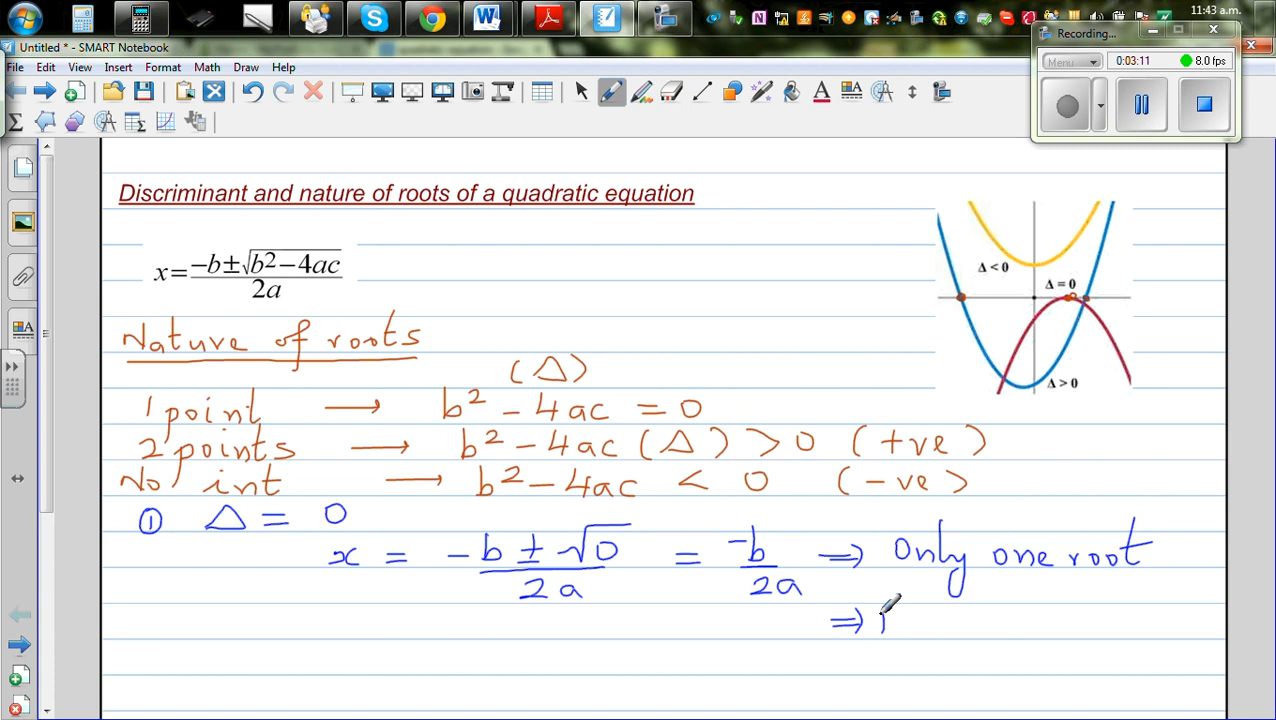 11:43 a.m.
Untitled * - SMART Notebook
Recording...
File Edit View Insert Format Math Draw Help
Menu 0:03:11 8.0 fps
Discriminant and nature of roots of a quadratic equation
x = −b±√b2−4ac / 2a
Δ < 0
Δ = 0
Δ > 0
Nature of roots
(Δ)
1 point → b² − 4ac = 0
2 points → b² − 4ac (Δ) > 0 (+ve)
No int → b² − 4ac < 0 (−ve)
① Δ = 0
x = −b ± √0 / 2a = −b / 2a ⇒ Only one root
⇒